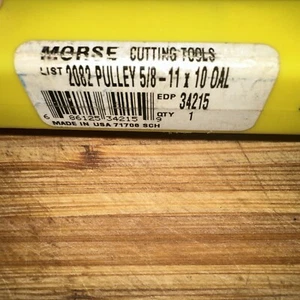 MORSE CUTTING TOOLS
LIST 2082 PULLEY 5/8-11 x 10 OAL
EDP 34215
6 86125 34215 9 QTY 1
MADE IN USA 71706 SCH